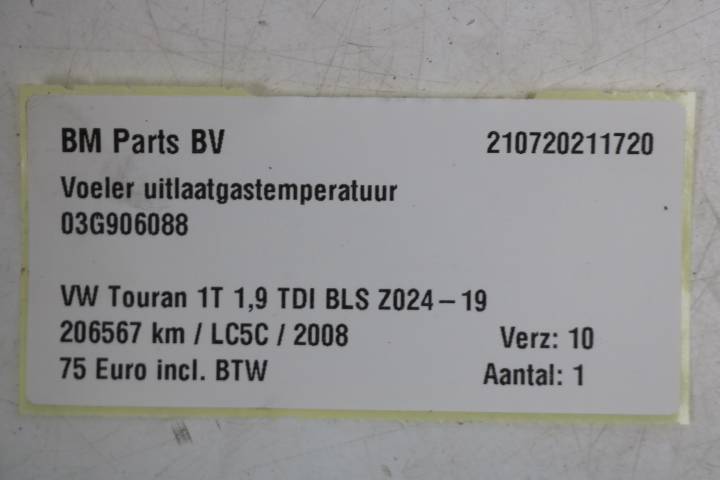 BM Parts BV 210720211720
Voeler uitlaatgastemperatuur
03G906088
VW Touran 1T 1,9 TDI BLS Z024-19
206567 km / LC5C / 2008 Verz: 10
75 Euro incl. BTW Aantal: 1